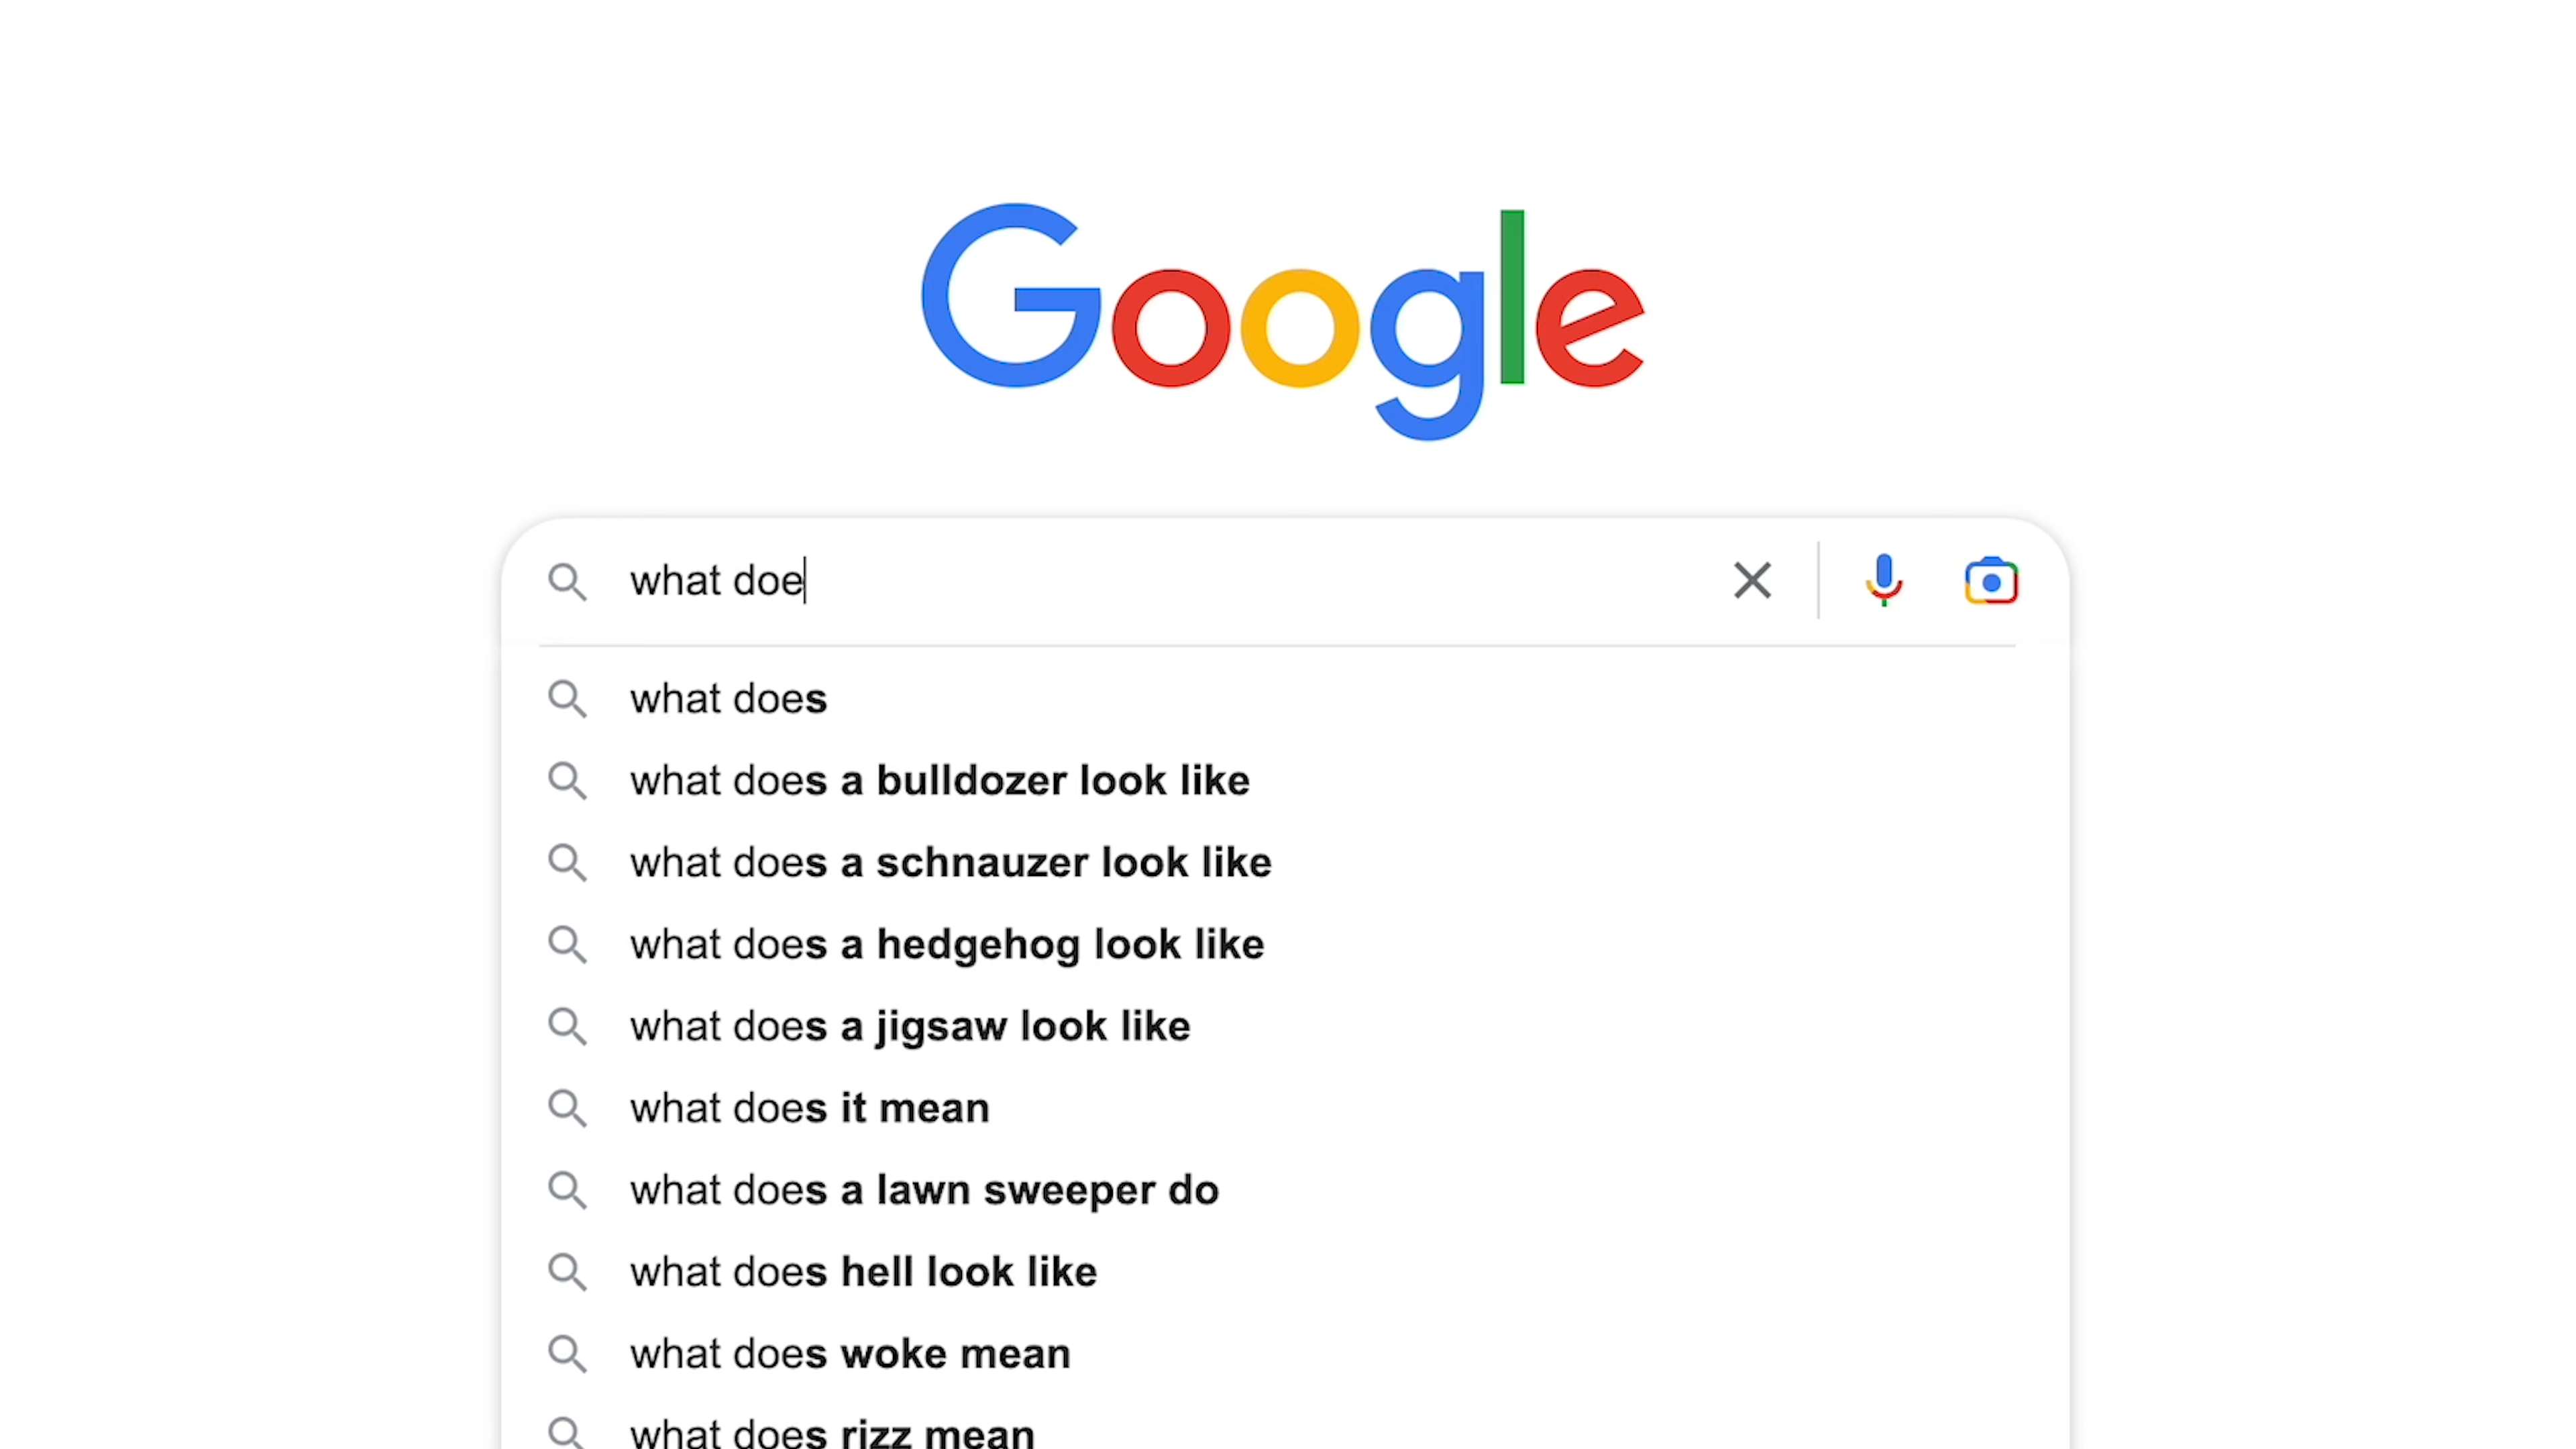 Google
what doe
what does
what does a bulldozer look like
what does a schnauzer look like
what does a hedgehog look like
what does a jigsaw look like
what does it mean
what does a lawn sweeper do
what does hell look like
what does woke mean
what does rizz mean